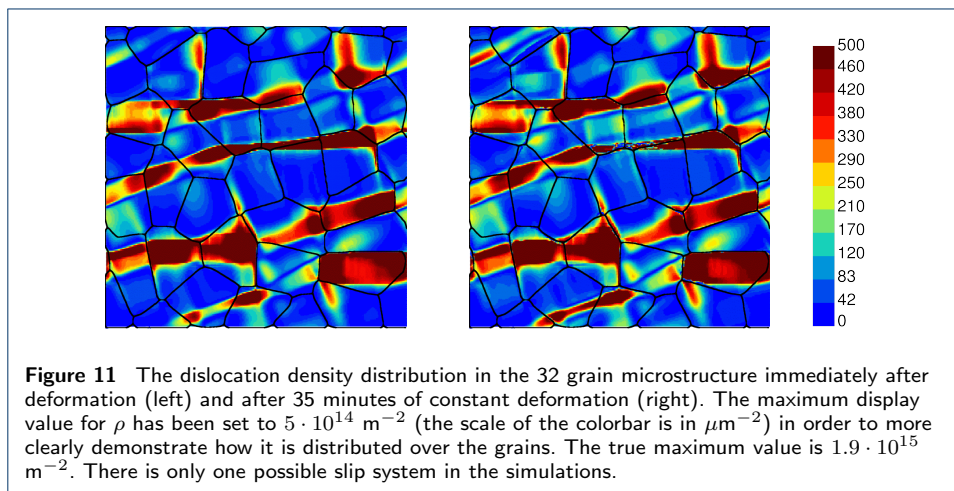 500
460
420
380
330
290
250
210
170
120
83
42
0
Figure 11 The dislocation density distribution in the 32 grain microstructure immediately after
deformation (left) and after 35 minutes of constant deformation (right). The maximum display
value for ρ has been set to 5 · 10¹⁴ m⁻² (the scale of the colorbar is in μm⁻²) in order to more
clearly demonstrate how it is distributed over the grains. The true maximum value is 1.9 · 10¹⁵
m⁻². There is only one possible slip system in the simulations.